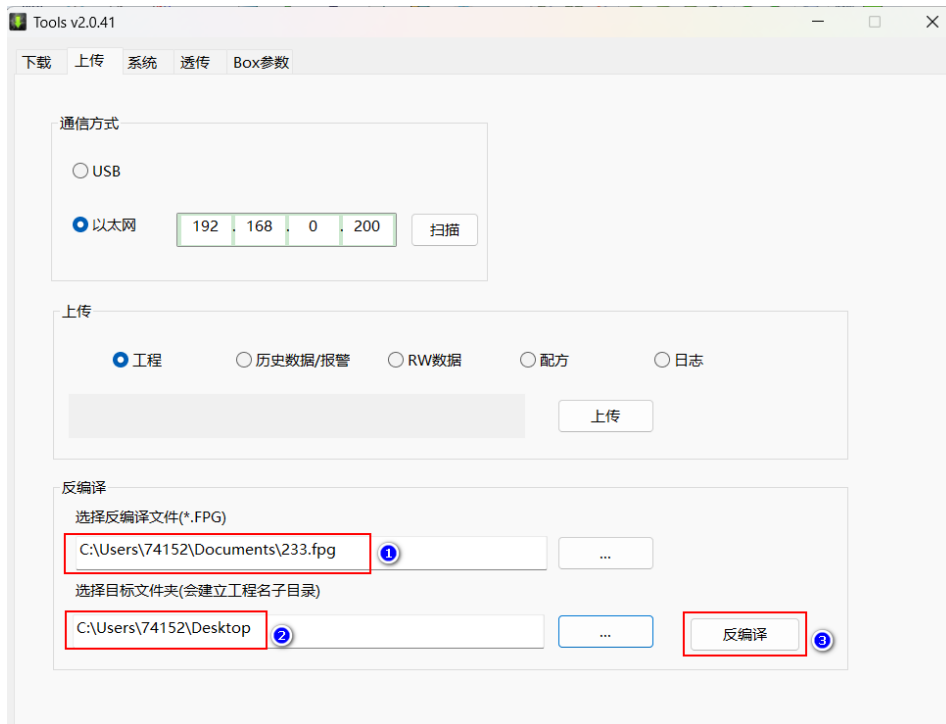 Tools v2.0.41
下载 上传 系统 透传 Box参数
通信方式
USB
以太网 192 . 168 . 0 . 200 扫描
上传
工程 历史数据/报警 RW数据 配方 日志
上传
反编译
选择反编译文件(*.FPG)
C:\Users\74152\Documents\233.fpg 1 ...
选择目标文件夹(会建立工程名子目录)
C:\Users\74152\Desktop 2 ... 反编译 3